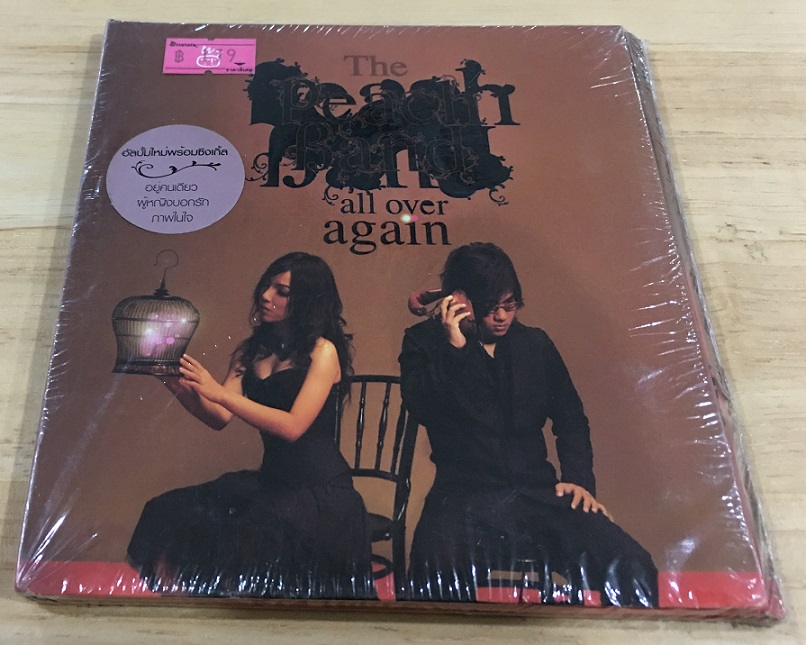 ฿ 9
The
Peach
Band
all over
again
อัลบั้มใหม่พร้อมซิงเกิ้ล
อยู่คนเดียว
ผู้หญิงบอกรัก
ภาพในใจ